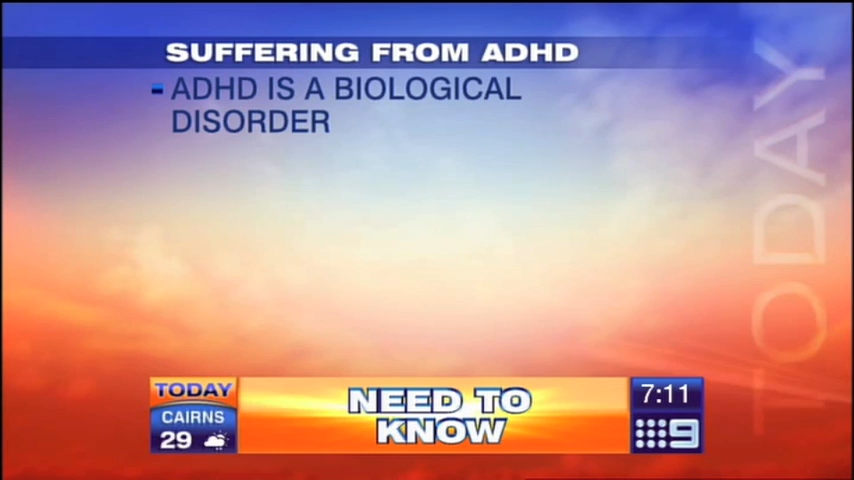 SUFFERING FROM ADHD
ADHD IS A BIOLOGICAL
DISORDER
TODAY
TODAY
CAIRNS
29
NEED TO
KNOW
7:11
9